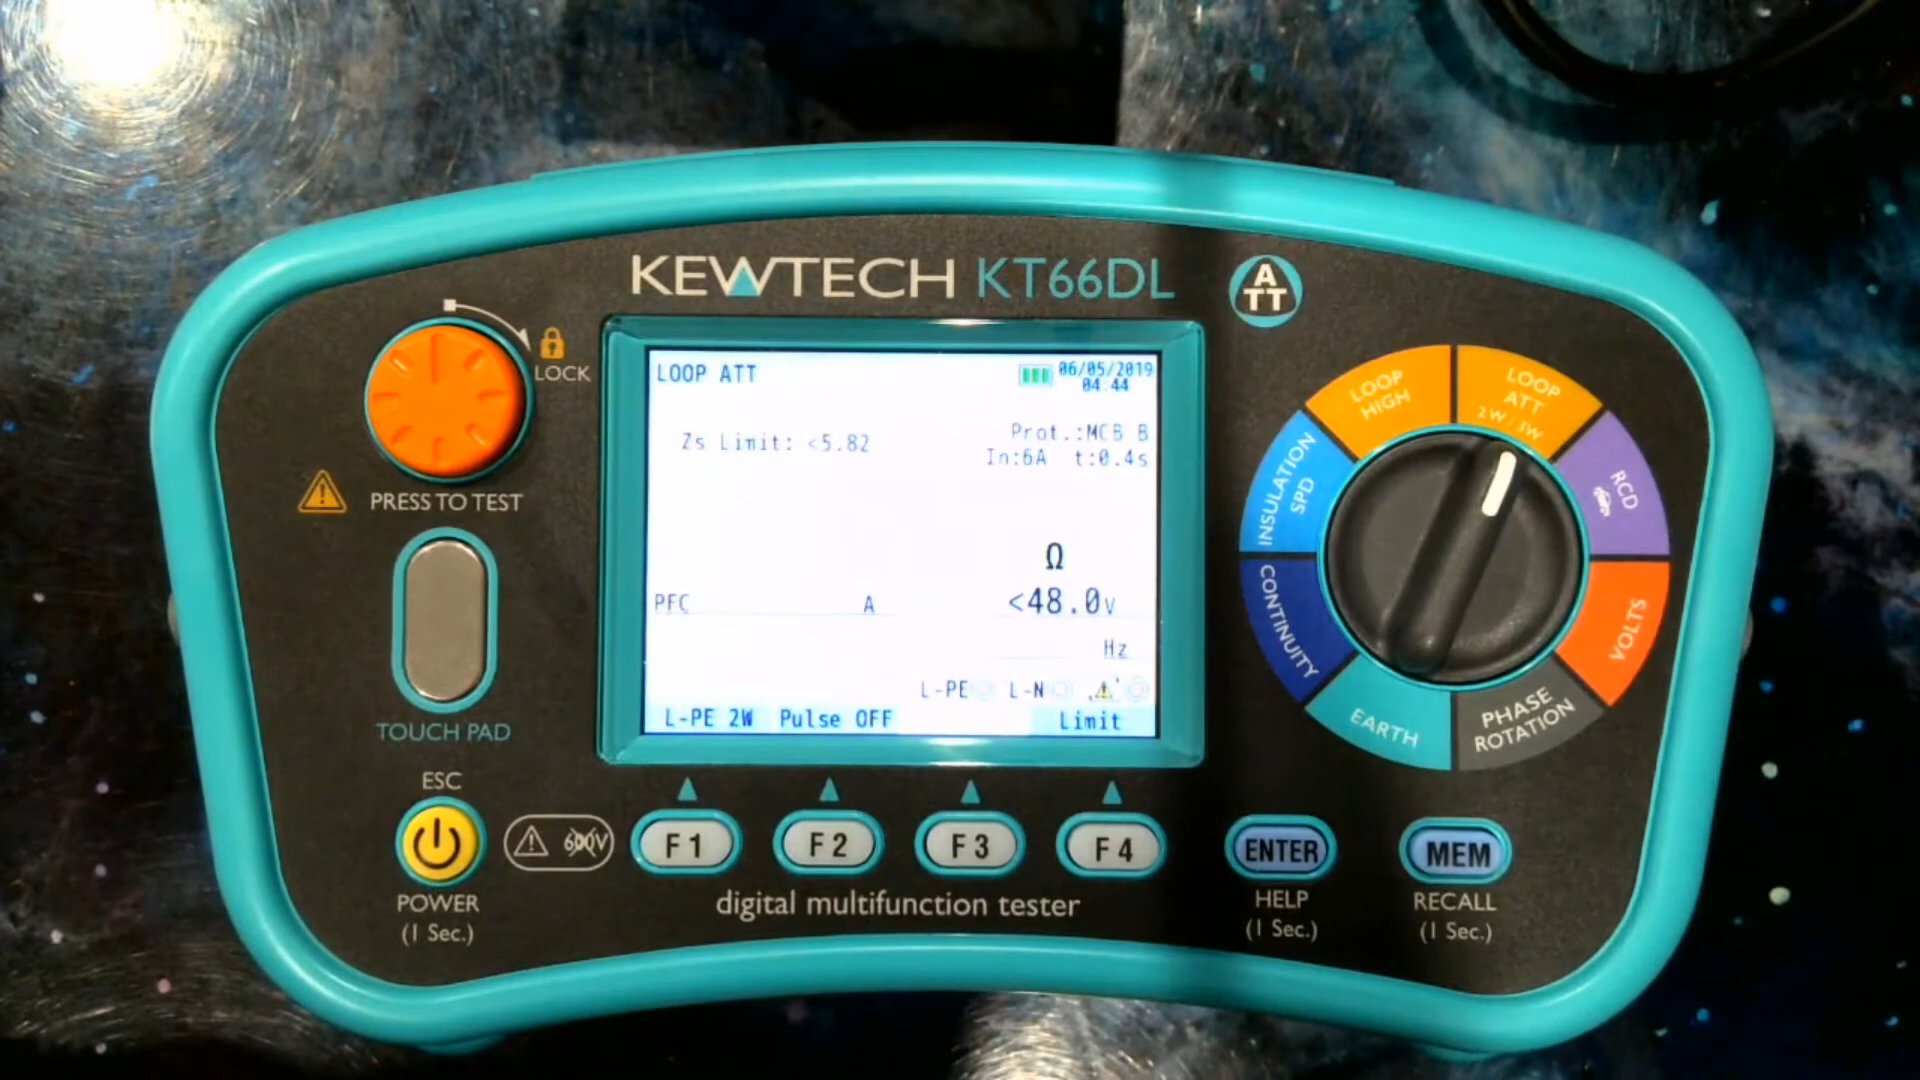 KEWTECH KT66DL
A
TT
LOCK
PRESS TO TEST
TOUCH PAD
ESC
POWER
(1 Sec.)
600V
LOOP ATT
06/05/2019
04:44
Zs Limit: <5.82
Prot.:MCB B
In:6A t:0.4s
Ω
PFC A
<48.0v
Hz
L-PE L-N
L-PE 2W Pulse OFF Limit
F1 F2 F3 F4
digital multifunction tester
ENTER
HELP
(1 Sec.)
MEM
RECALL
(1 Sec.)
LOOP
HIGH
LOOP
ATT
2W/3W
RCD
VOLTS
PHASE
ROTATION
EARTH
CONTINUITY
INSULATION
SPD